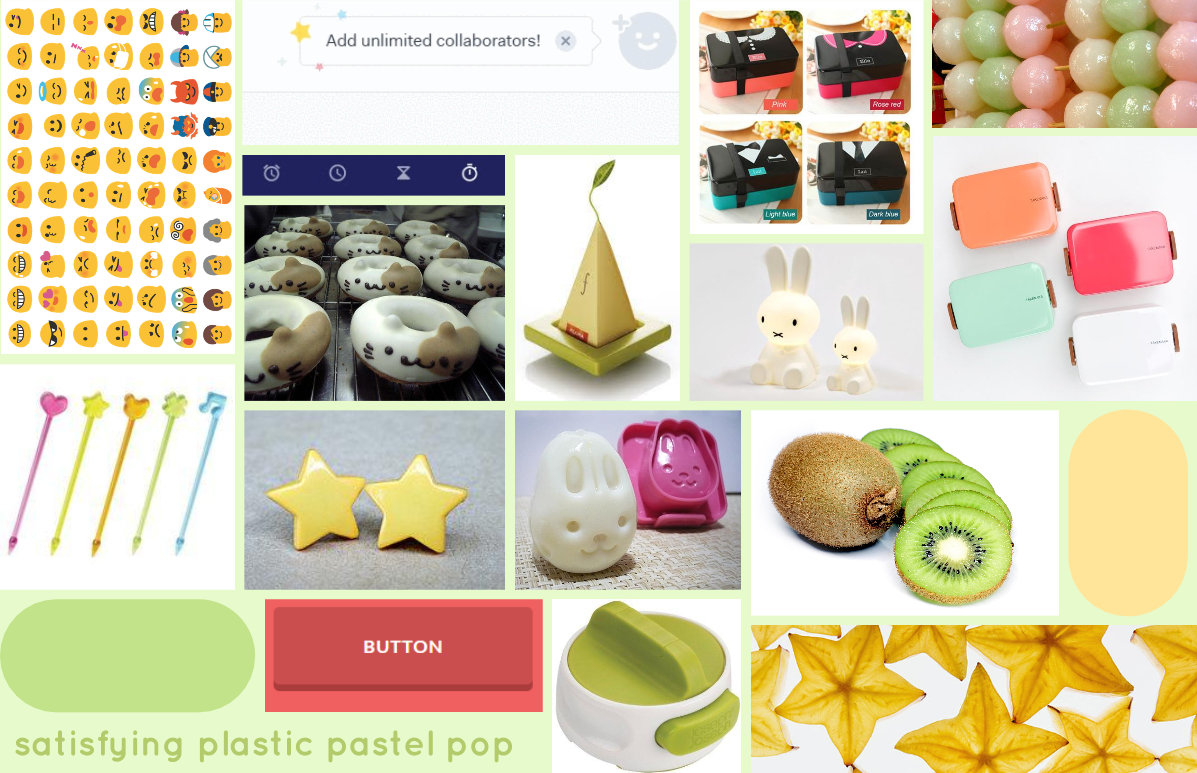 Add unlimited collaborators!
Pink
Rose red
Light blue
Dark blue
BUTTON
satisfying plastic pastel pop